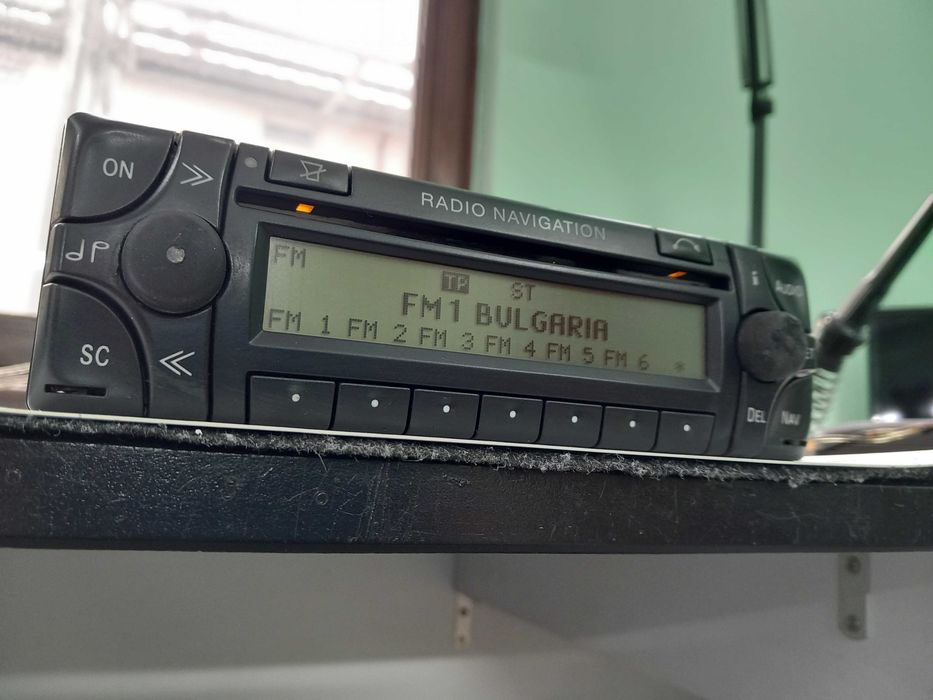 ON
RADIO NAVIGATION
i
AUDIO
SC
FM
TP ST
FM1 BULGARIA
FM 1 FM 2 FM 3 FM 4 FM 5 FM 6 *
DEL
NAV